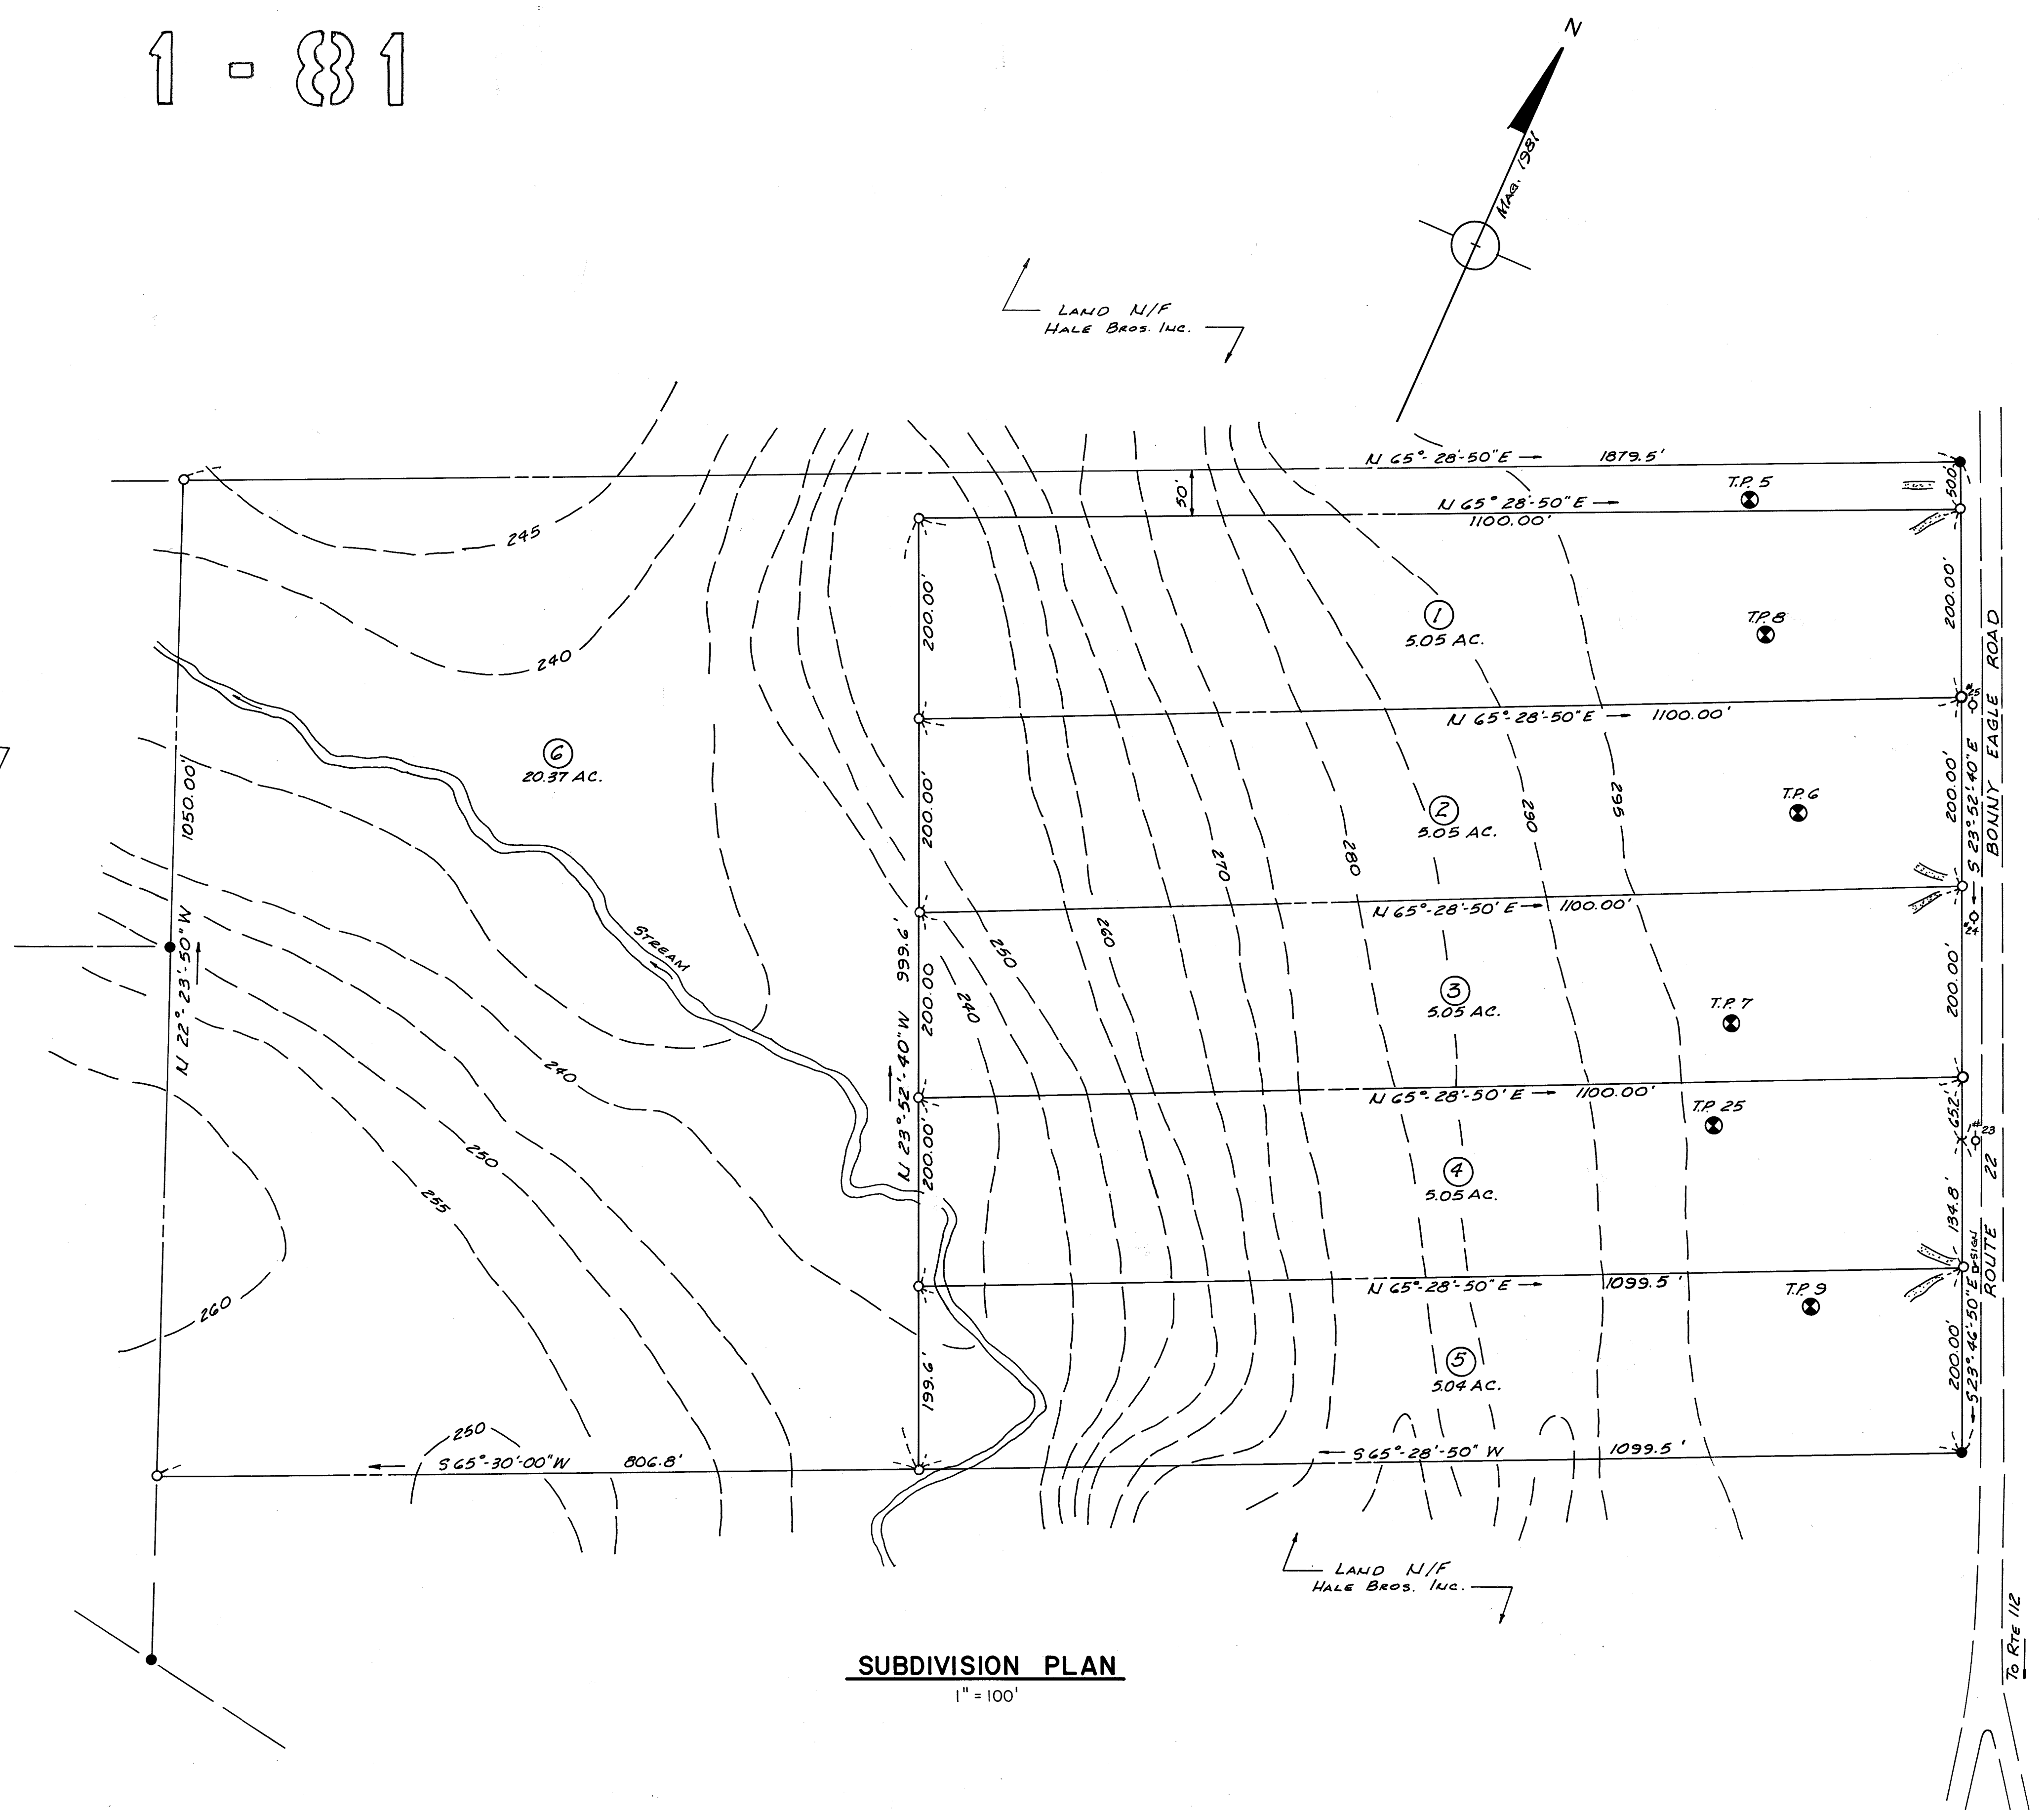 1-81
N
MAG. 1981
LAND N/F
HALE BROS. INC.
N 65°-28'-50"E 1879.5'
50'
N 65° 28'-50"E
1100.00'
T.P. 5
50.0'
245
200.00'
1
5.05 AC.
T.P. 8
200.00'
240
N 65°-28'-50"E 1100.00'
#25
6
20.37 AC.
1050.00'
200.00'
2
5.05 AC.
290
295
T.P. 6
200.00'
S 23°-52'-40"E
BONNY EAGLE ROAD
280
270
N 65°-28'-50'E 1100.00'
#24
STREAM
N 22°-23'-50"W
N 23°-52'-40"W 999.6'
200.00
240
250
260
3
5.05 AC.
T.P. 7
200.00'
240
N 65°-28'-50'E 1100.00'
T.P. 25
65.2'
#23
250
255
200.00'
4
5.05 AC.
134.8'
SIGN
ROUTE 22
N 65°-28'-50"E 1099.5'
T.P. 9
260
199.6'
5
5.04 AC.
200.00'
S 23°-46'-50"E
250
S 65°-30'-00"W 806.8'
S 65°-28'-50" W 1099.5'
LAND N/F
HALE BROS. INC.
TO RTE 112
SUBDIVISION PLAN
1" = 100'